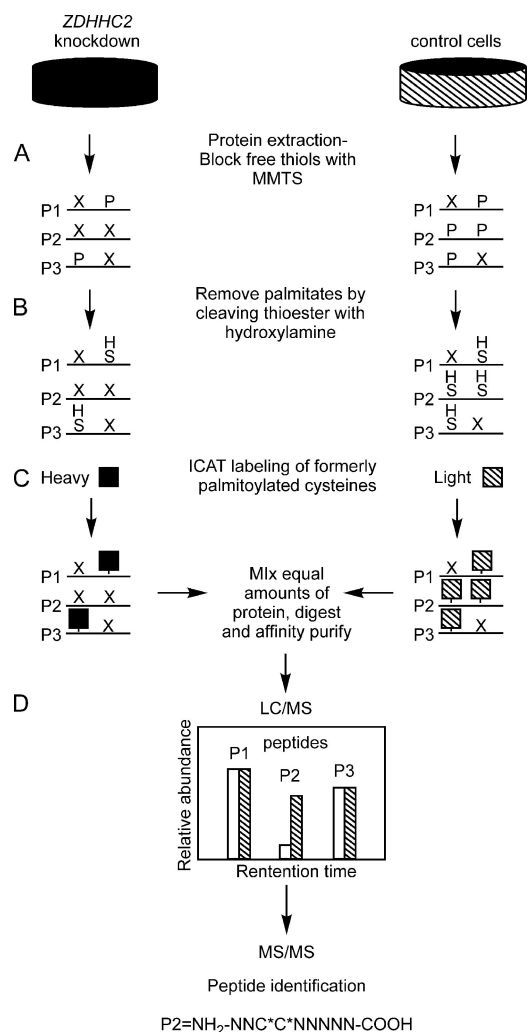 ZDHHC2
knockdown
control cells
A
Protein extraction-
Block free thiols with
MMTS
X P
P1
X X
P2
P X
P3
X P
P1
P P
P2
P X
P3
B
Remove palmitates by
cleaving thioester with
hydroxylamine
H
X S
P1
X X
P2
H
S X
P3
H
X S
P1
H H
S S
P2
H
S X
P3
C
Heavy
ICAT labeling of formerly
palmitoylated cysteines
Light
X
P1
X X
P2
X
P3
MIx equal
amounts of
protein, digest
and affinity purify
X
P1
P2
X
P3
D
LC/MS
Relative abundance
peptides
P1
P2
P3
Rentention time
MS/MS
Peptide identification
P2=NH2-NNC*C*NNNNN-COOH